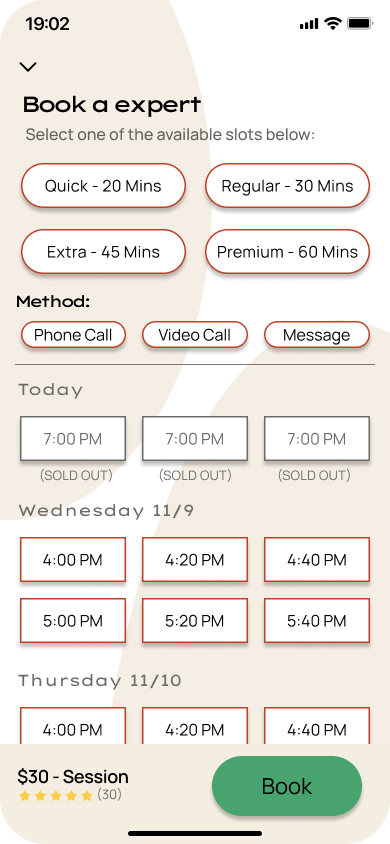 19:02
Book a expert
Select one of the available slots below:
Quick - 20 Mins Regular - 30 Mins
Extra - 45 Mins Premium - 60 Mins
Method:
Phone Call Video Call Message
Today
7:00 PM 7:00 PM 7:00 PM
(SOLD OUT) (SOLD OUT) (SOLD OUT)
Wednesday 11/9
4:00 PM 4:20 PM 4:40 PM
5:00 PM 5:20 PM 5:40 PM
Thursday 11/10
4:00 PM 4:20 PM 4:40 PM
$30 - Session
(30)
Book